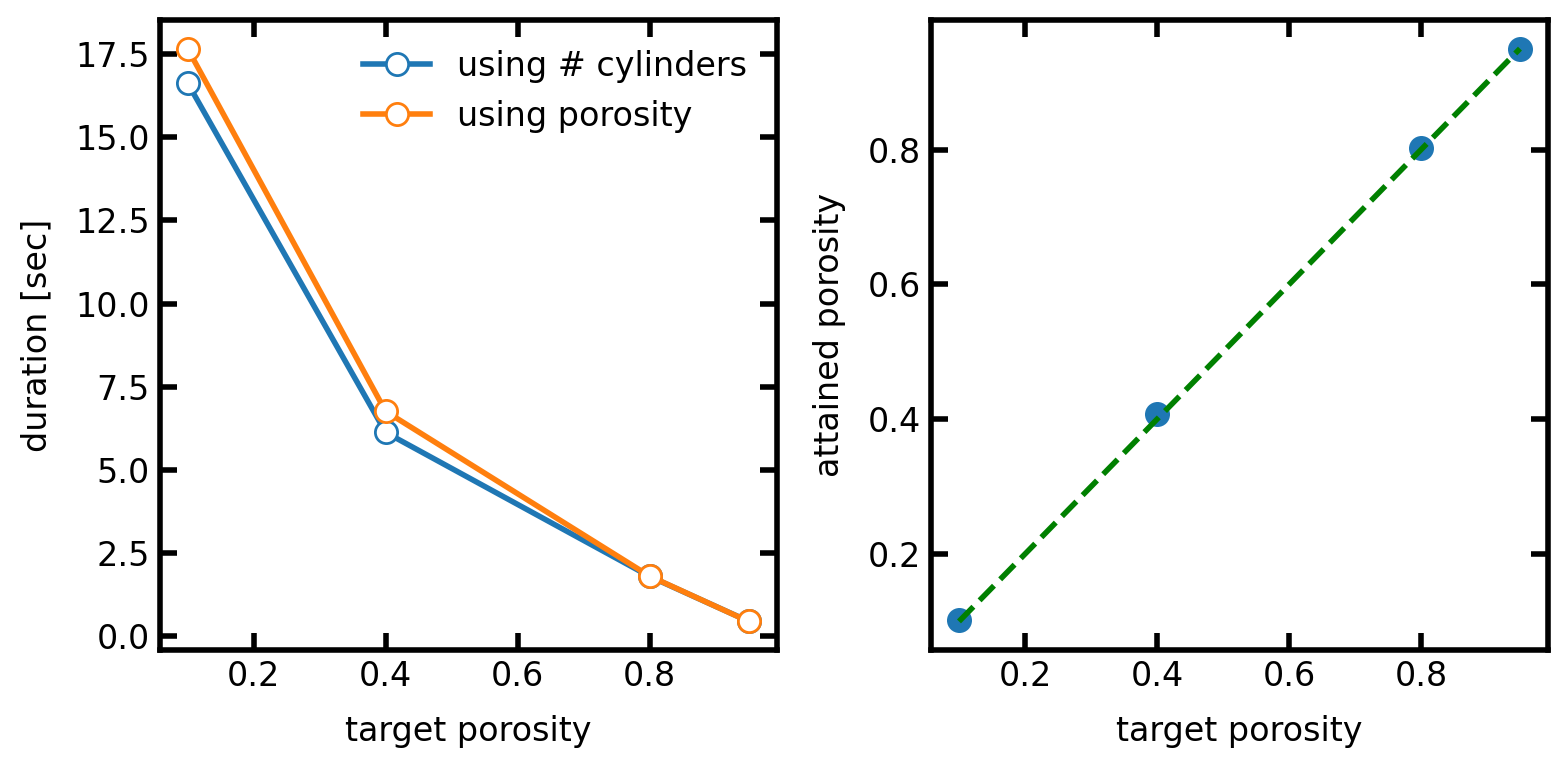 17.5
15.0
12.5
10.0
7.5
5.0
2.5
0.0
duration [sec]
using # cylinders
using porosity
0.2 0.4 0.6 0.8
target porosity
0.8
0.6
0.4
0.2
attained porosity
0.2 0.4 0.6 0.8
target porosity